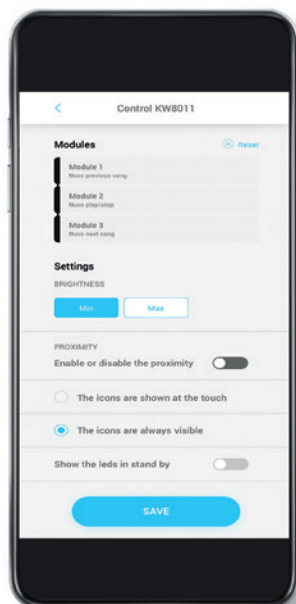 Control KW8011
Modules
Reset
Module 1
Nuvo previous song
Module 2
Nuvo play/stop
Module 3
Nuvo next song
Settings
BRIGHTNESS
Min
Max
PROXIMITY
Enable or disable the proximity
The icons are shown at the touch
The icons are always visible
Show the leds in stand by
SAVE